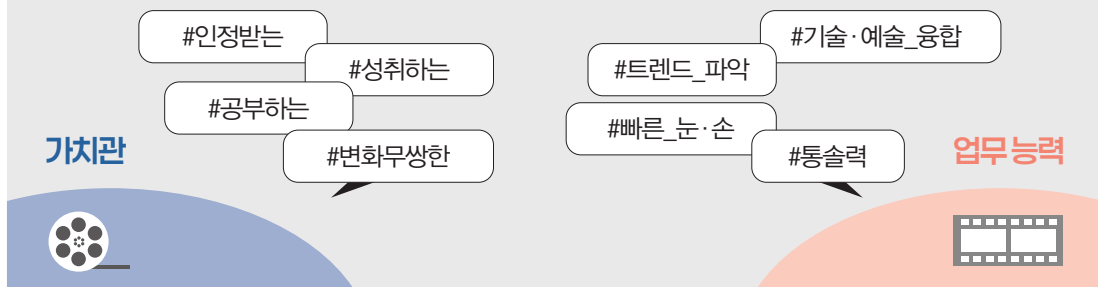 #인정받는
#성취하는
#공부하는
#변화무쌍한
가치관
#기술·예술_융합
#트렌드_파악
#빠른_눈·손
#통솔력
업무 능력